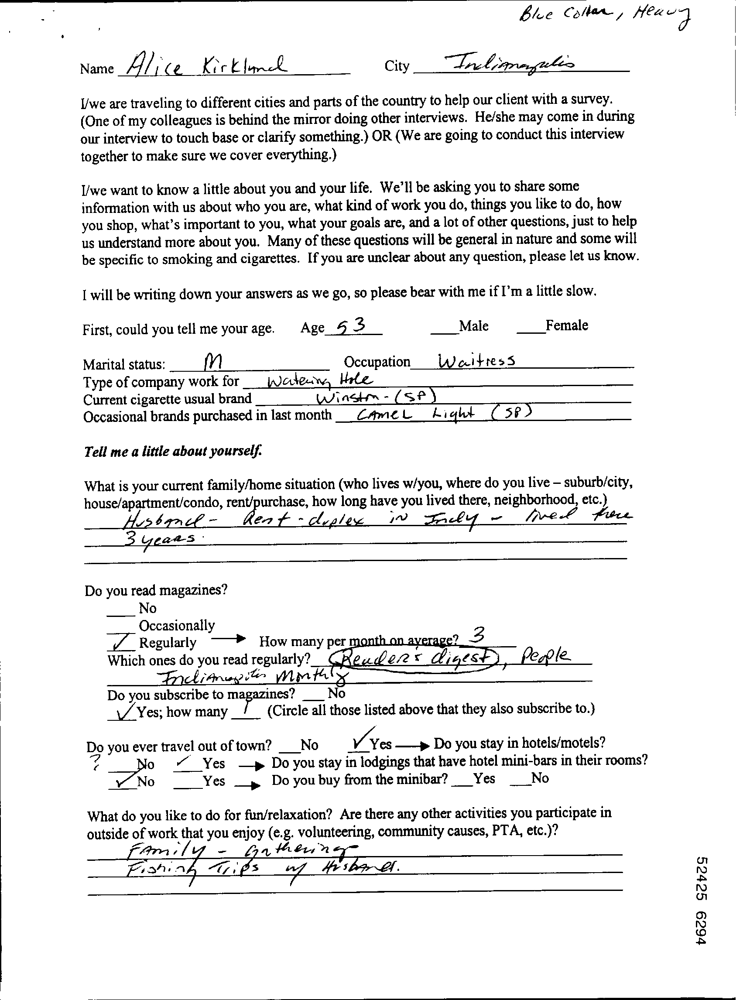 Blue Collar, Heavy
Name Alice Kirkland City Indianapolis
I/we are traveling to different cities and parts of the country to help our client with a survey.
(One of my colleagues is behind the mirror doing other interviews. He/she may come in during
our interview to touch base or clarify something.) OR (We are going to conduct this interview
together to make sure we cover everything.)
I/we want to know a little about you and your life. We'll be asking you to share some
information with us about who you are, what kind of work you do, things you like to do, how
you shop, what's important to you, what your goals are, and a lot of other questions, just to help
us understand more about you. Many of these questions will be general in nature and some will
be specific to smoking and cigarettes. If you are unclear about any question, please let us know.
I will be writing down your answers as we go, so please bear with me if I'm a little slow.
First, could you tell me your age. Age 53 ___Male ___Female
Marital status: M Occupation Waitress
Type of company work for Watering Hole
Current cigarette usual brand Winston - (SP)
Occasional brands purchased in last month CAMEL Light (SP)
Tell me a little about yourself.
What is your current family/home situation (who lives w/you, where do you live – suburb/city,
house/apartment/condo, rent/purchase, how long have you lived there, neighborhood, etc.)
Husband - Rent - duplex in Indy - lived there
3 years.
Do you read magazines?
___ No
___ Occasionally
✓ Regularly → How many per month on average? 3
Which ones do you read regularly? Reader's digest, People
Indianapolis Monthly
Do you subscribe to magazines? ___ No
✓ Yes; how many 1 (Circle all those listed above that they also subscribe to.)
Do you ever travel out of town? ___No ✓Yes → Do you stay in hotels/motels?
? ___No ✓ Yes → Do you stay in lodgings that have hotel mini-bars in their rooms?
✓No ___Yes → Do you buy from the minibar? ___Yes ___No
What do you like to do for fun/relaxation? Are there any other activities you participate in
outside of work that you enjoy (e.g. volunteering, community causes, PTA, etc.)?
Family - Gathering
Fishing Trips w/ Husband.
52425 6294